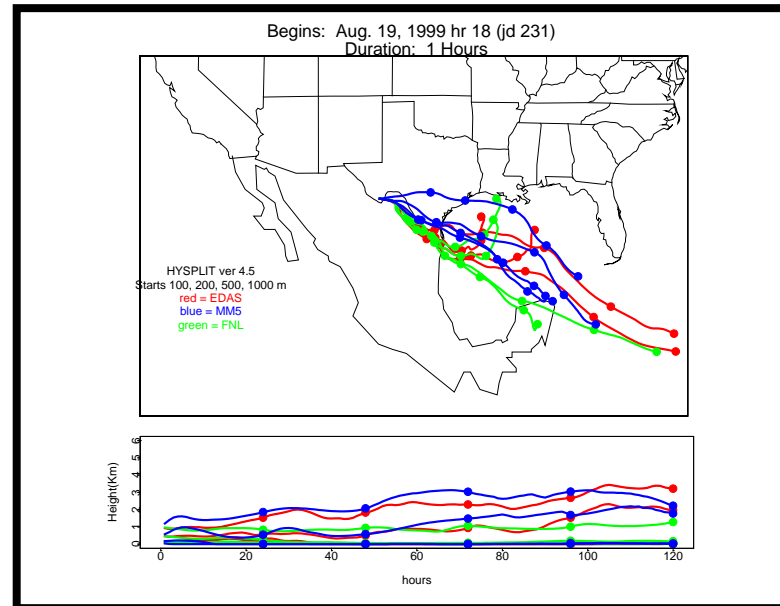 Begins:  Aug. 19, 1999 hr 18 (jd 231)
Duration:  1 Hours
HYSPLIT ver 4.5
Starts 100, 200, 500, 1000 m
red = EDAS
blue = MM5
green = FNL
Height(Km)
0 1 2 3 4 5 6
0 20 40 60 80 100 120
hours